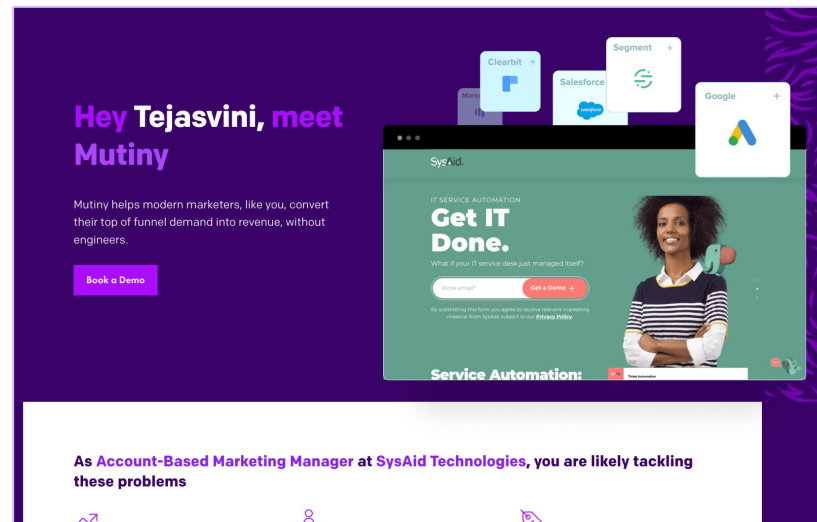 Hey Tejasvini, meet
Mutiny
Mutiny helps modern marketers, like you, convert
their top of funnel demand into revenue, without
engineers.
Book a Demo
Clearbit +
Salesforce
salesforce
Segment +
Google +
SysAid
IT SERVICE AUTOMATION
Get IT
Done.
What if your IT service desk just managed itself?
Work email*
Get a Demo →
By submitting this form you agree to receive relevant marketing
material from SysAid, subject to our Privacy Policy.
Service Automation:
Ticket Automation
As Account-Based Marketing Manager at SysAid Technologies, you are likely tackling
these problems